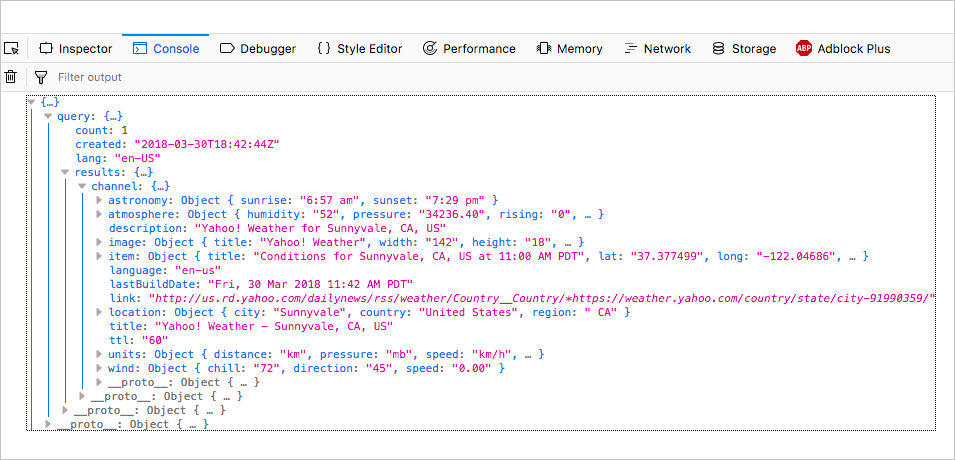 Inspector Console Debugger { } Style Editor Performance Memory Network Storage ABP Adblock Plus
Filter output
{…}
query: {…}
count: 1
created: "2018-03-30T18:42:44Z"
lang: "en-US"
results: {…}
channel: {…}
astronomy: Object { sunrise: "6:57 am", sunset: "7:29 pm" }
atmosphere: Object { humidity: "52", pressure: "34236.40", rising: "0", … }
description: "Yahoo! Weather for Sunnyvale, CA, US"
image: Object { title: "Yahoo! Weather", width: "142", height: "18", … }
item: Object { title: "Conditions for Sunnyvale, CA, US at 11:00 AM PDT", lat: "37.377499", long: "-122.04686", … }
language: "en-us"
lastBuildDate: "Fri, 30 Mar 2018 11:42 AM PDT"
link: "http://us.rd.yahoo.com/dailynews/rss/weather/Country__Country/*https://weather.yahoo.com/country/state/city-91990359/"
location: Object { city: "Sunnyvale", country: "United States", region: " CA" }
title: "Yahoo! Weather - Sunnyvale, CA, US"
ttl: "60"
units: Object { distance: "km", pressure: "mb", speed: "km/h", … }
wind: Object { chill: "72", direction: "45", speed: "0.00" }
__proto__: Object { … }
__proto__: Object { … }
__proto__: Object { … }
__proto__: Object { … }